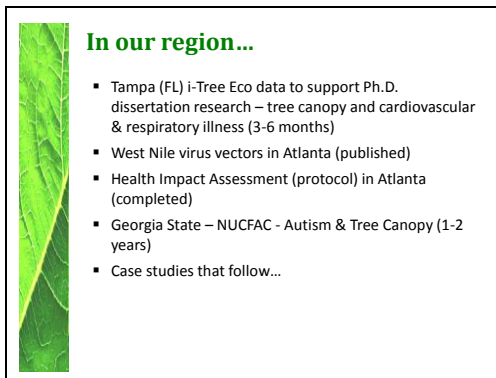 In our region…
▪ Tampa (FL) i-Tree Eco data to support Ph.D.
dissertation research – tree canopy and cardiovascular
& respiratory illness (3-6 months)
▪ West Nile virus vectors in Atlanta (published)
▪ Health Impact Assessment (protocol) in Atlanta
(completed)
▪ Georgia State – NUCFAC - Autism & Tree Canopy (1-2
years)
▪ Case studies that follow…